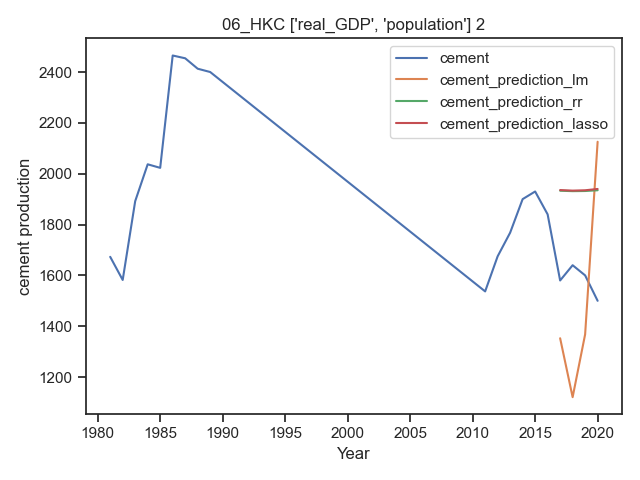 06_HKC ['real_GDP', 'population'] 2
cement
cement_prediction_lm
cement_prediction_rr
cement_prediction_lasso
cement production
2400
2200
2000
1800
1600
1400
1200
1980 1985 1990 1995 2000 2005 2010 2015 2020
Year